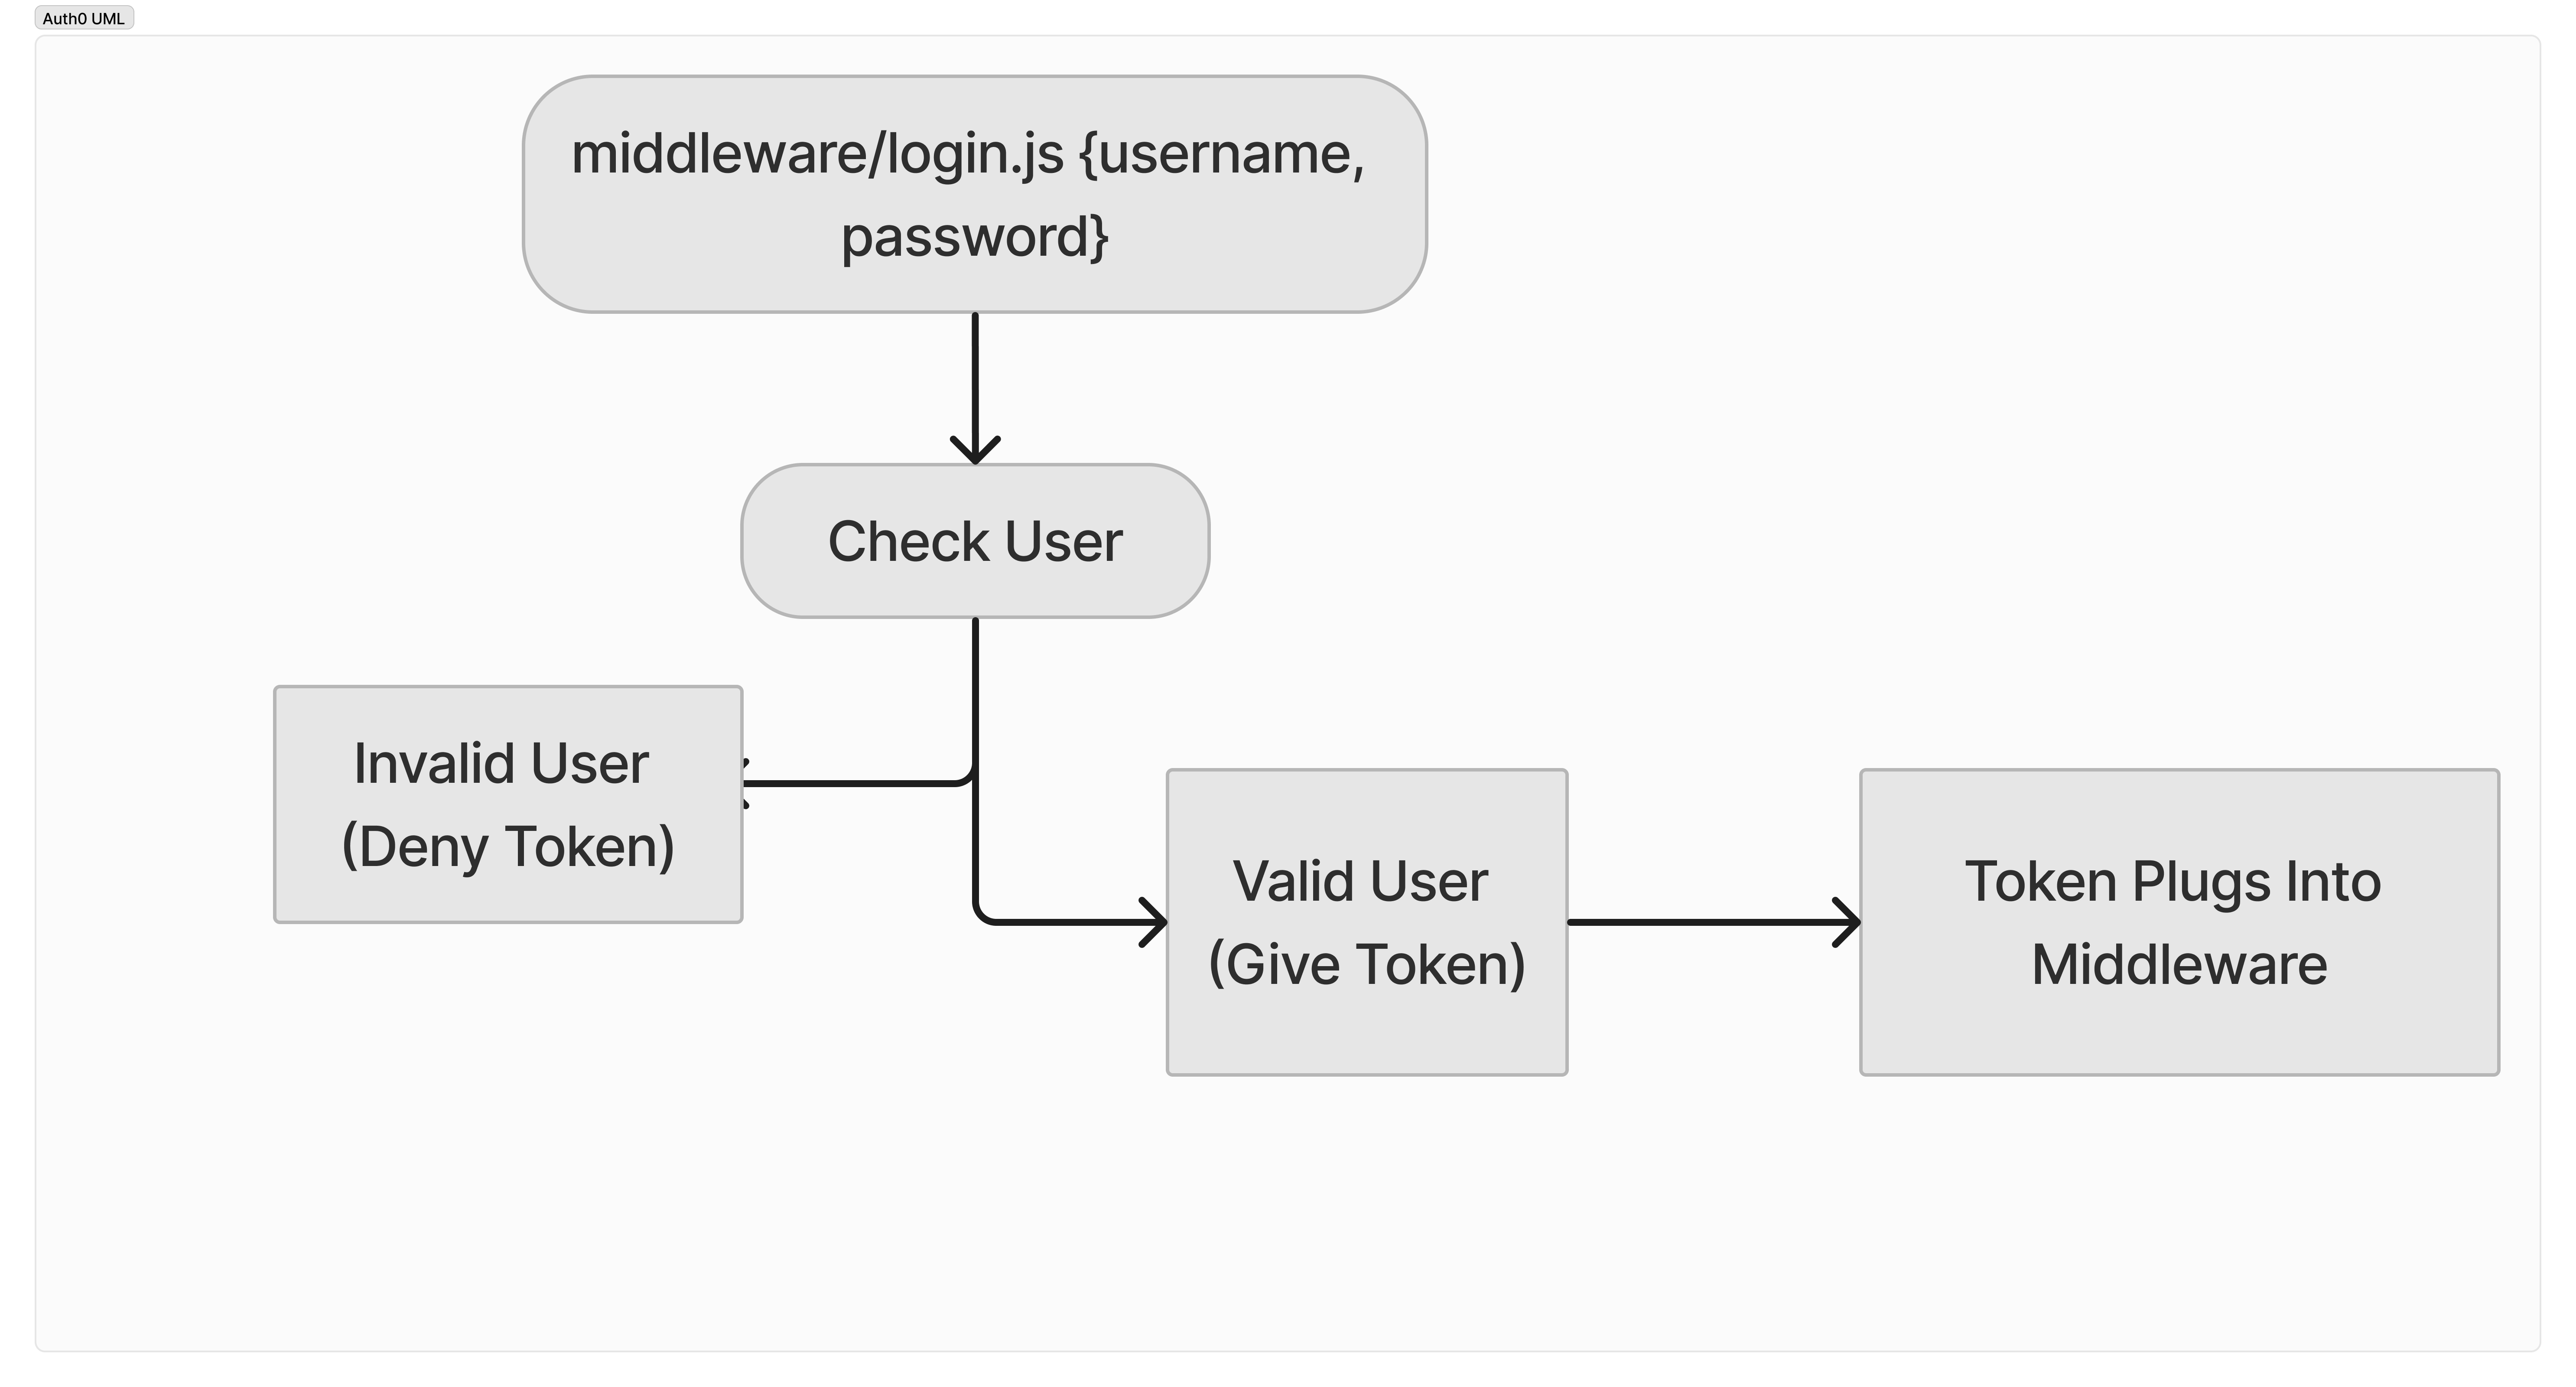 Auth0 UML
middleware/login.js {username,
password}
Check User
Invalid User
(Deny Token)
Valid User
(Give Token)
Token Plugs Into
Middleware